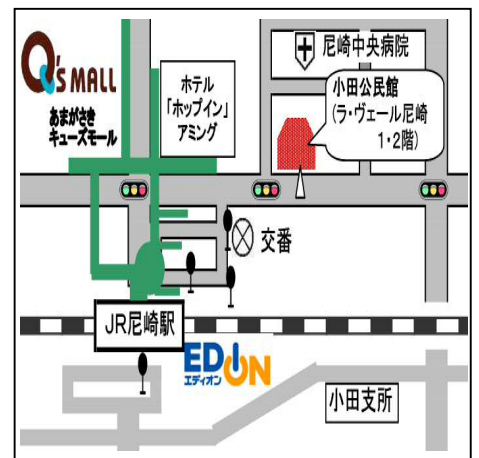 Q'S MALL
あまがさき
キューズモール
ホテル
「ホップイン」
アミング
尼崎中央病院
小田公民館
(ラ・ヴェール尼崎
1・2階)
交番
JR尼崎駅
EDION
エディオン
小田支所